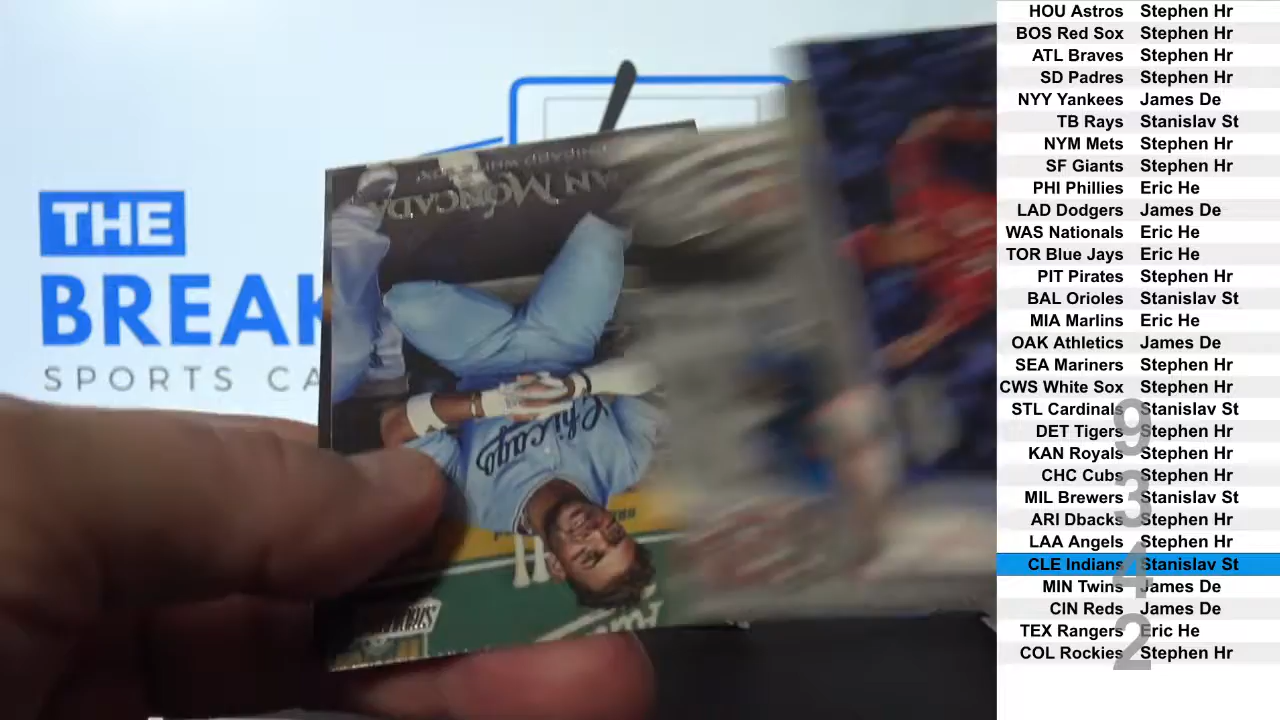 THE
BREAK
SPORTS CA
AN MONCADA
Chicago
HOU Astros Stephen Hr
BOS Red Sox Stephen Hr
ATL Braves Stephen Hr
SD Padres Stephen Hr
NYY Yankees James De
TB Rays Stanislav St
NYM Mets Stephen Hr
SF Giants Stephen Hr
PHI Phillies Eric He
LAD Dodgers James De
WAS Nationals Eric He
TOR Blue Jays Eric He
PIT Pirates Stephen Hr
BAL Orioles Stanislav St
MIA Marlins Eric He
OAK Athletics James De
SEA Mariners Stephen Hr
CWS White Sox Stephen Hr
STL Cardinals Stanislav St
DET Tigers Stephen Hr
KAN Royals Stephen Hr
CHC Cubs Stephen Hr
MIL Brewers Stanislav St
ARI Dbacks Stephen Hr
LAA Angels Stephen Hr
CLE Indians Stanislav St
MIN Twins James De
CIN Reds James De
TEX Rangers Eric He
COL Rockies Stephen Hr
9
3
4
2